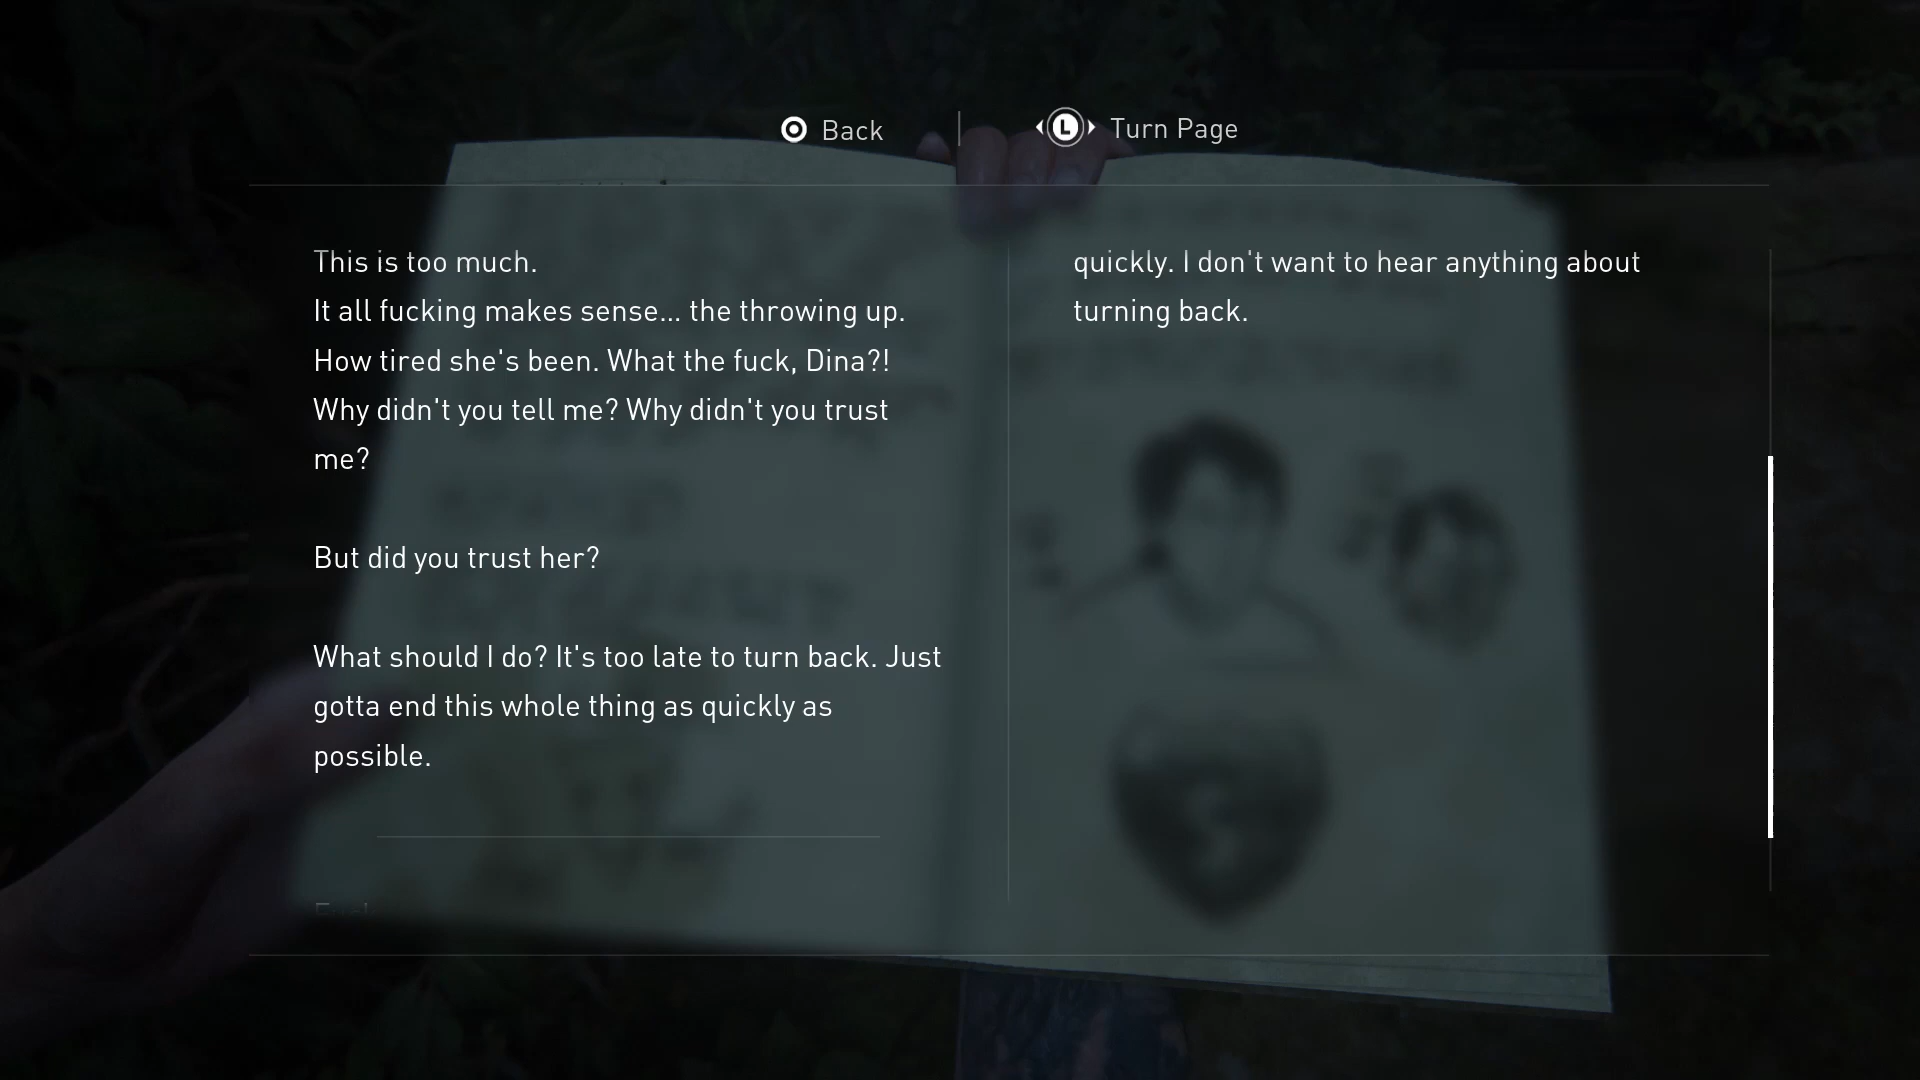 Back
L Turn Page
This is too much.
It all fucking makes sense... the throwing up.
How tired she's been. What the fuck, Dina?!
Why didn't you tell me? Why didn't you trust
me?
But did you trust her?
What should I do? It's too late to turn back. Just
gotta end this whole thing as quickly as
possible.
quickly. I don't want to hear anything about
turning back.